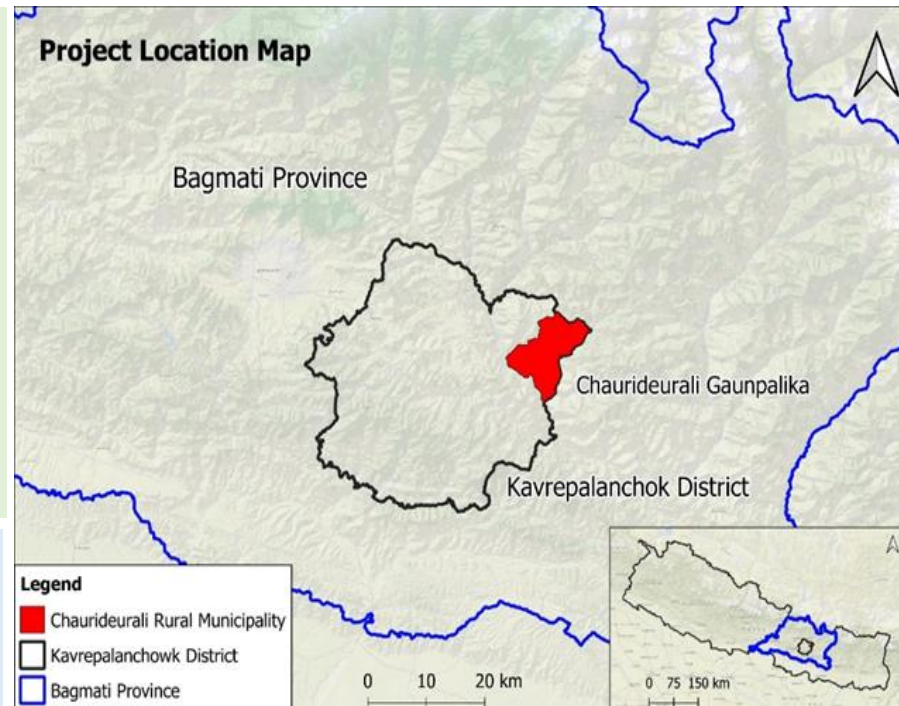 Project Location Map
Bagmati Province
Chaurideurali Gaunpalika
Kavrepalanchok District
Legend
Chaurideurali Rural Municipality
Kavrepalanchowk District
Bagmati Province
0 10 20 km
0 75 150 km